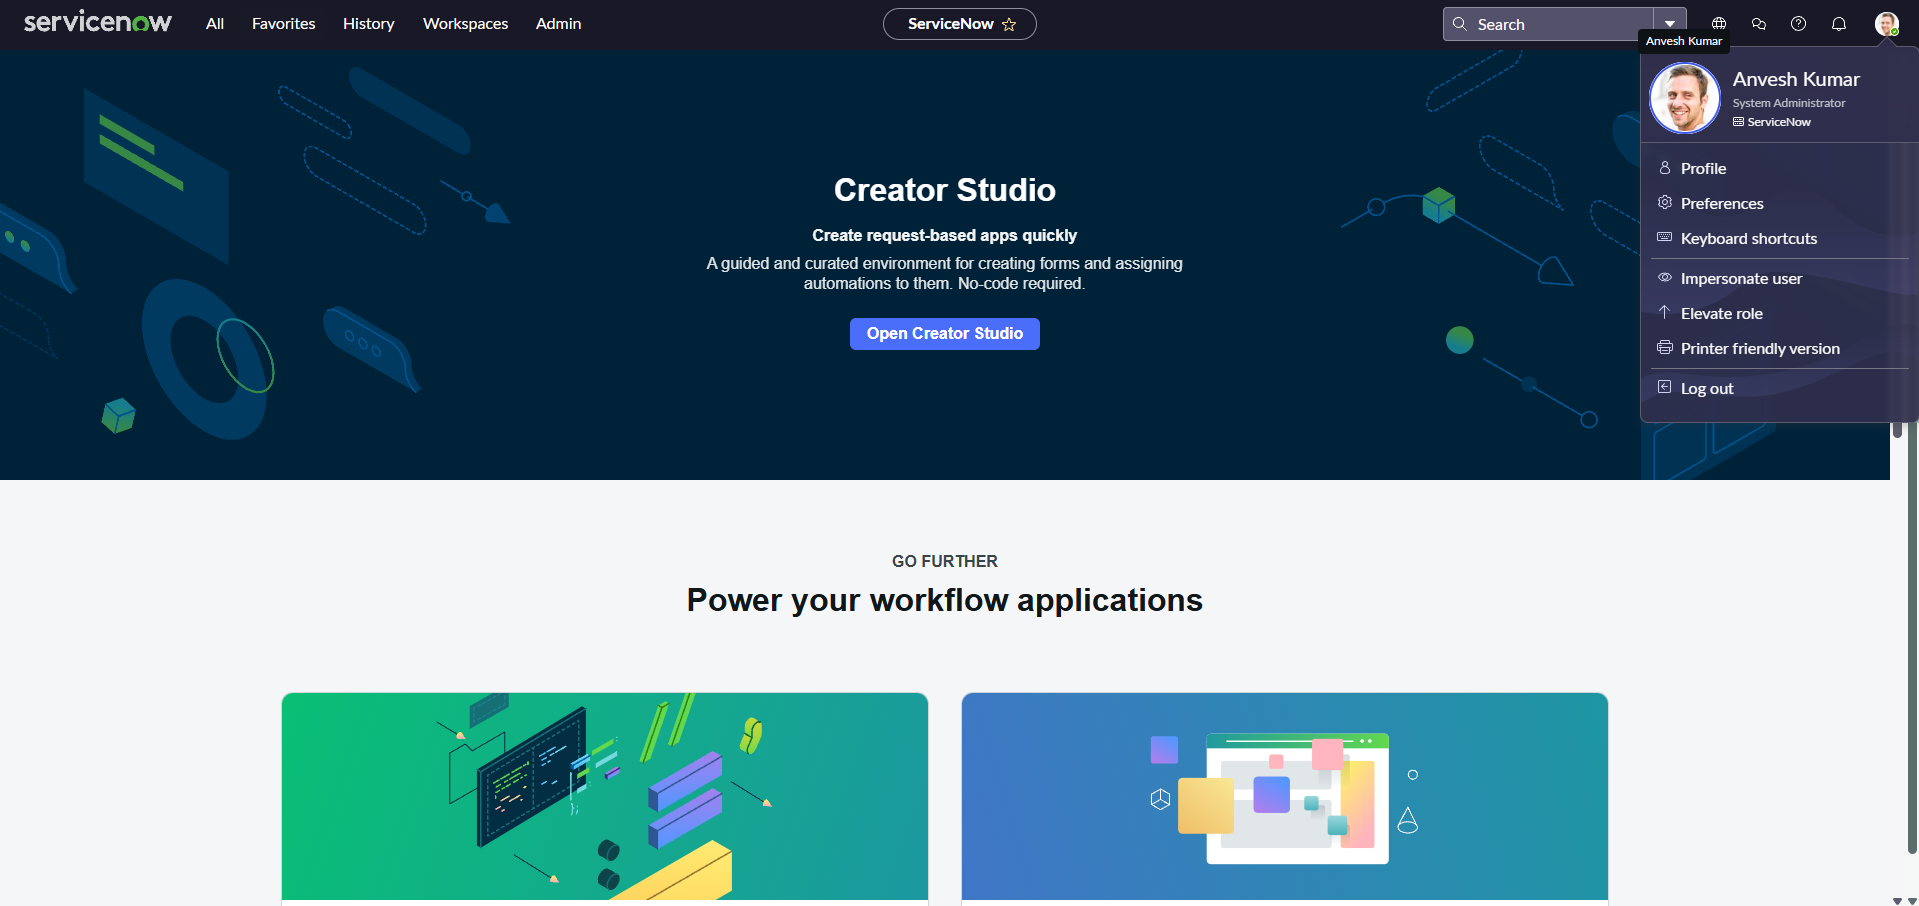 servicenow
All Favorites History Workspaces Admin
ServiceNow
Search
Anvesh Kumar
Anvesh Kumar
System Administrator
ServiceNow
Profile
Preferences
Keyboard shortcuts
Impersonate user
Elevate role
Printer friendly version
Log out
Creator Studio
Create request-based apps quickly
A guided and curated environment for creating forms and assigning
automations to them. No-code required.
Open Creator Studio
GO FURTHER
Power your workflow applications